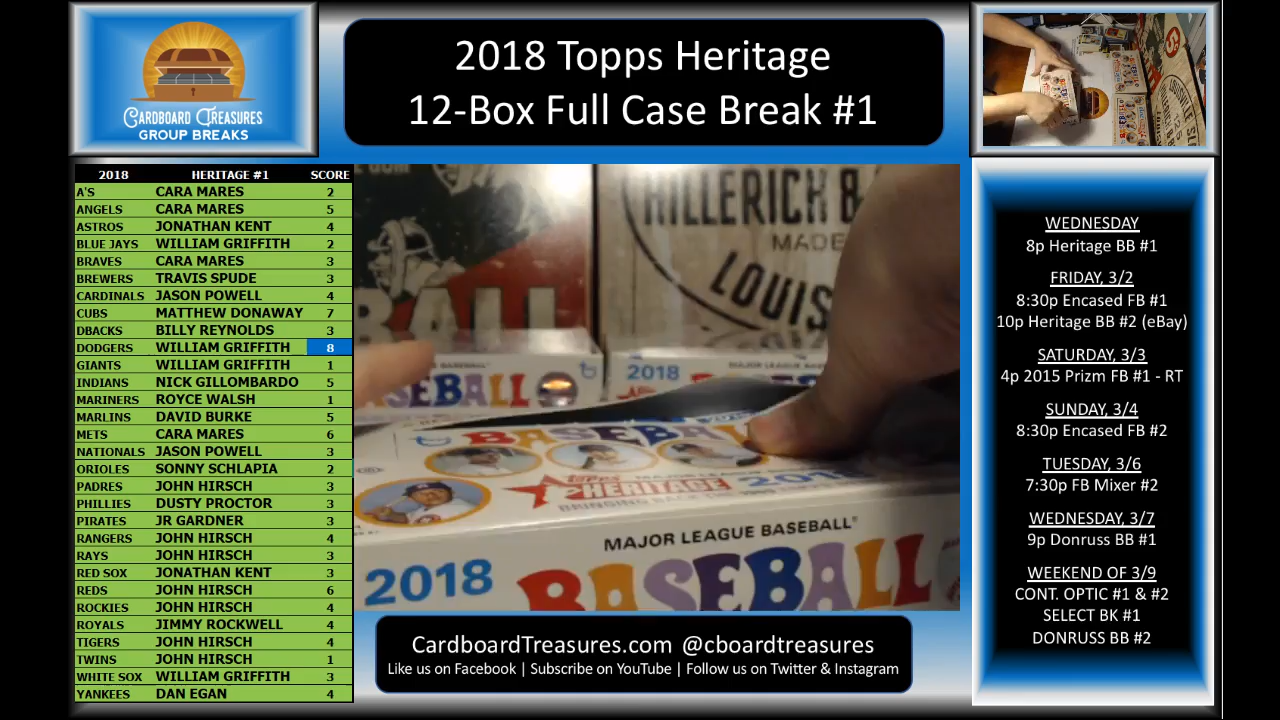 CARDBOARD TREASURES
GROUP BREAKS
2018 Topps Heritage
12-Box Full Case Break #1
2018 HERITAGE #1 SCORE
A'S CARA MARES 2
ANGELS CARA MARES 5
ASTROS JONATHAN KENT 4
BLUE JAYS WILLIAM GRIFFITH 2
BRAVES CARA MARES 3
BREWERS TRAVIS SPUDE 3
CARDINALS JASON POWELL 4
CUBS MATTHEW DONAWAY 7
DBACKS BILLY REYNOLDS 3
DODGERS WILLIAM GRIFFITH 8
GIANTS WILLIAM GRIFFITH 1
INDIANS NICK GILLOMBARDO 5
MARINERS ROYCE WALSH 1
MARLINS DAVID BURKE 5
METS CARA MARES 6
NATIONALS JASON POWELL 3
ORIOLES SONNY SCHLAPIA 2
PADRES JOHN HIRSCH 3
PHILLIES DUSTY PROCTOR 3
PIRATES JR GARDNER 3
RANGERS JOHN HIRSCH 4
RAYS JOHN HIRSCH 3
RED SOX JONATHAN KENT 3
REDS JOHN HIRSCH 6
ROCKIES JOHN HIRSCH 4
ROYALS JIMMY ROCKWELL 4
TIGERS JOHN HIRSCH 4
TWINS JOHN HIRSCH 1
WHITE SOX WILLIAM GRIFFITH 3
YANKEES DAN EGAN 4
HILLERICH &
MADE
LOUIS
BALL
BASEBALL
2018
MAJOR LEAGUE
BASEBAL
TOPPS
HERITAGE
201
MAJOR LEAGUE BASEBALL
2018 BASEBALL
CardboardTreasures.com @cboardtreasures
Like us on Facebook | Subscribe on YouTube | Follow us on Twitter & Instagram
WEDNESDAY
8p Heritage BB #1
FRIDAY, 3/2
8:30p Encased FB #1
10p Heritage BB #2 (eBay)
SATURDAY, 3/3
4p 2015 Prizm FB #1 - RT
SUNDAY, 3/4
8:30p Encased FB #2
TUESDAY, 3/6
7:30p FB Mixer #2
WEDNESDAY, 3/7
9p Donruss BB #1
WEEKEND OF 3/9
CONT. OPTIC #1 & #2
SELECT BK #1
DONRUSS BB #2